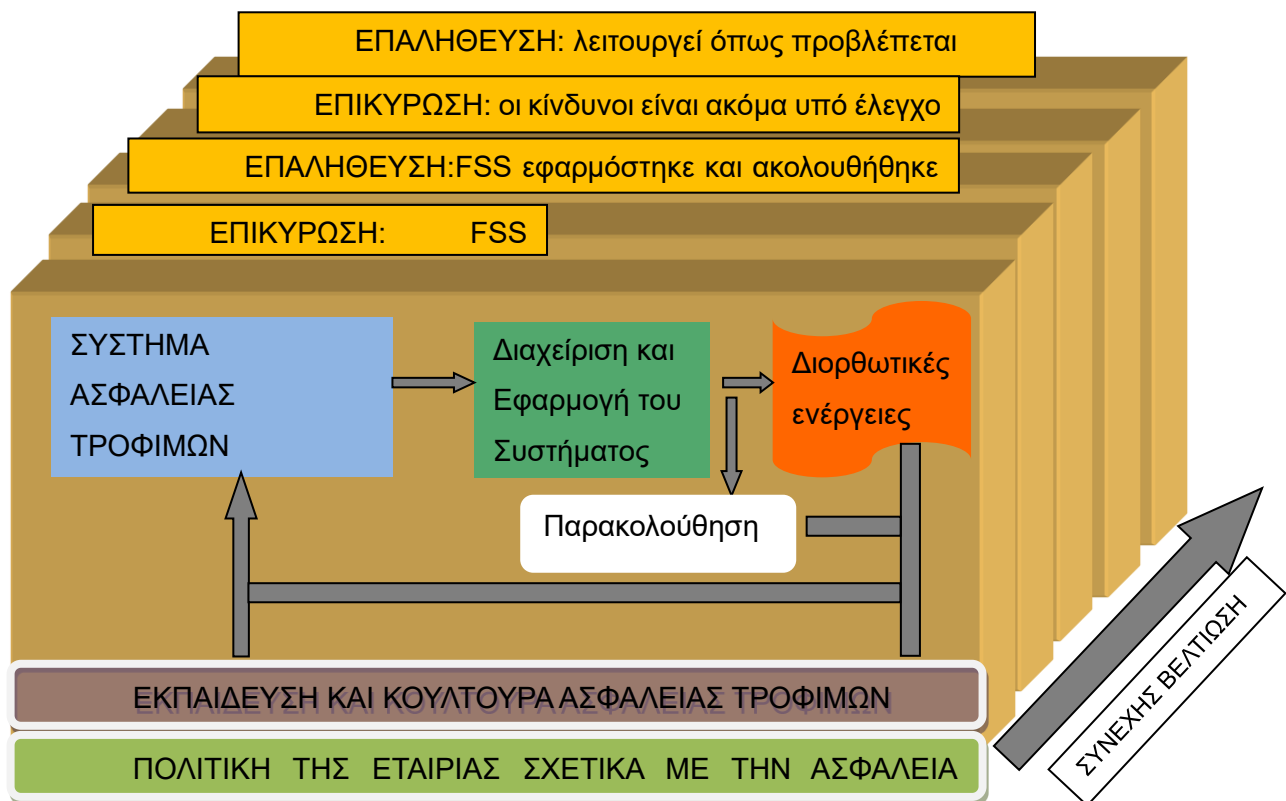 ΕΠΑΛΗΘΕΥΣΗ: λειτουργεί όπως προβλέπεται
ΕΠΙΚΥΡΩΣΗ: οι κίνδυνοι είναι ακόμα υπό έλεγχο
ΕΠΑΛΗΘΕΥΣΗ:FSS εφαρμόστηκε και ακολουθήθηκε
ΕΠΙΚΥΡΩΣΗ: FSS
ΣΥΣΤΗΜΑ
ΑΣΦΑΛΕΙΑΣ
ΤΡΟΦΙΜΩΝ
Διαχείριση και
Εφαρμογή του
Συστήματος
Διορθωτικές
ενέργειες
Παρακολούθηση
ΕΚΠΑΙΔΕΥΣΗ ΚΑΙ ΚΟΥΛΤΟΥΡΑ ΑΣΦΑΛΕΙΑΣ ΤΡΟΦΙΜΩΝ
ΠΟΛΙΤΙΚΗ ΤΗΣ ΕΤΑΙΡΙΑΣ ΣΧΕΤΙΚΑ ΜΕ ΤΗΝ ΑΣΦΑΛΕΙΑ
ΣΥΝΕΧΗΣ ΒΕΛΤΙΩΣΗ